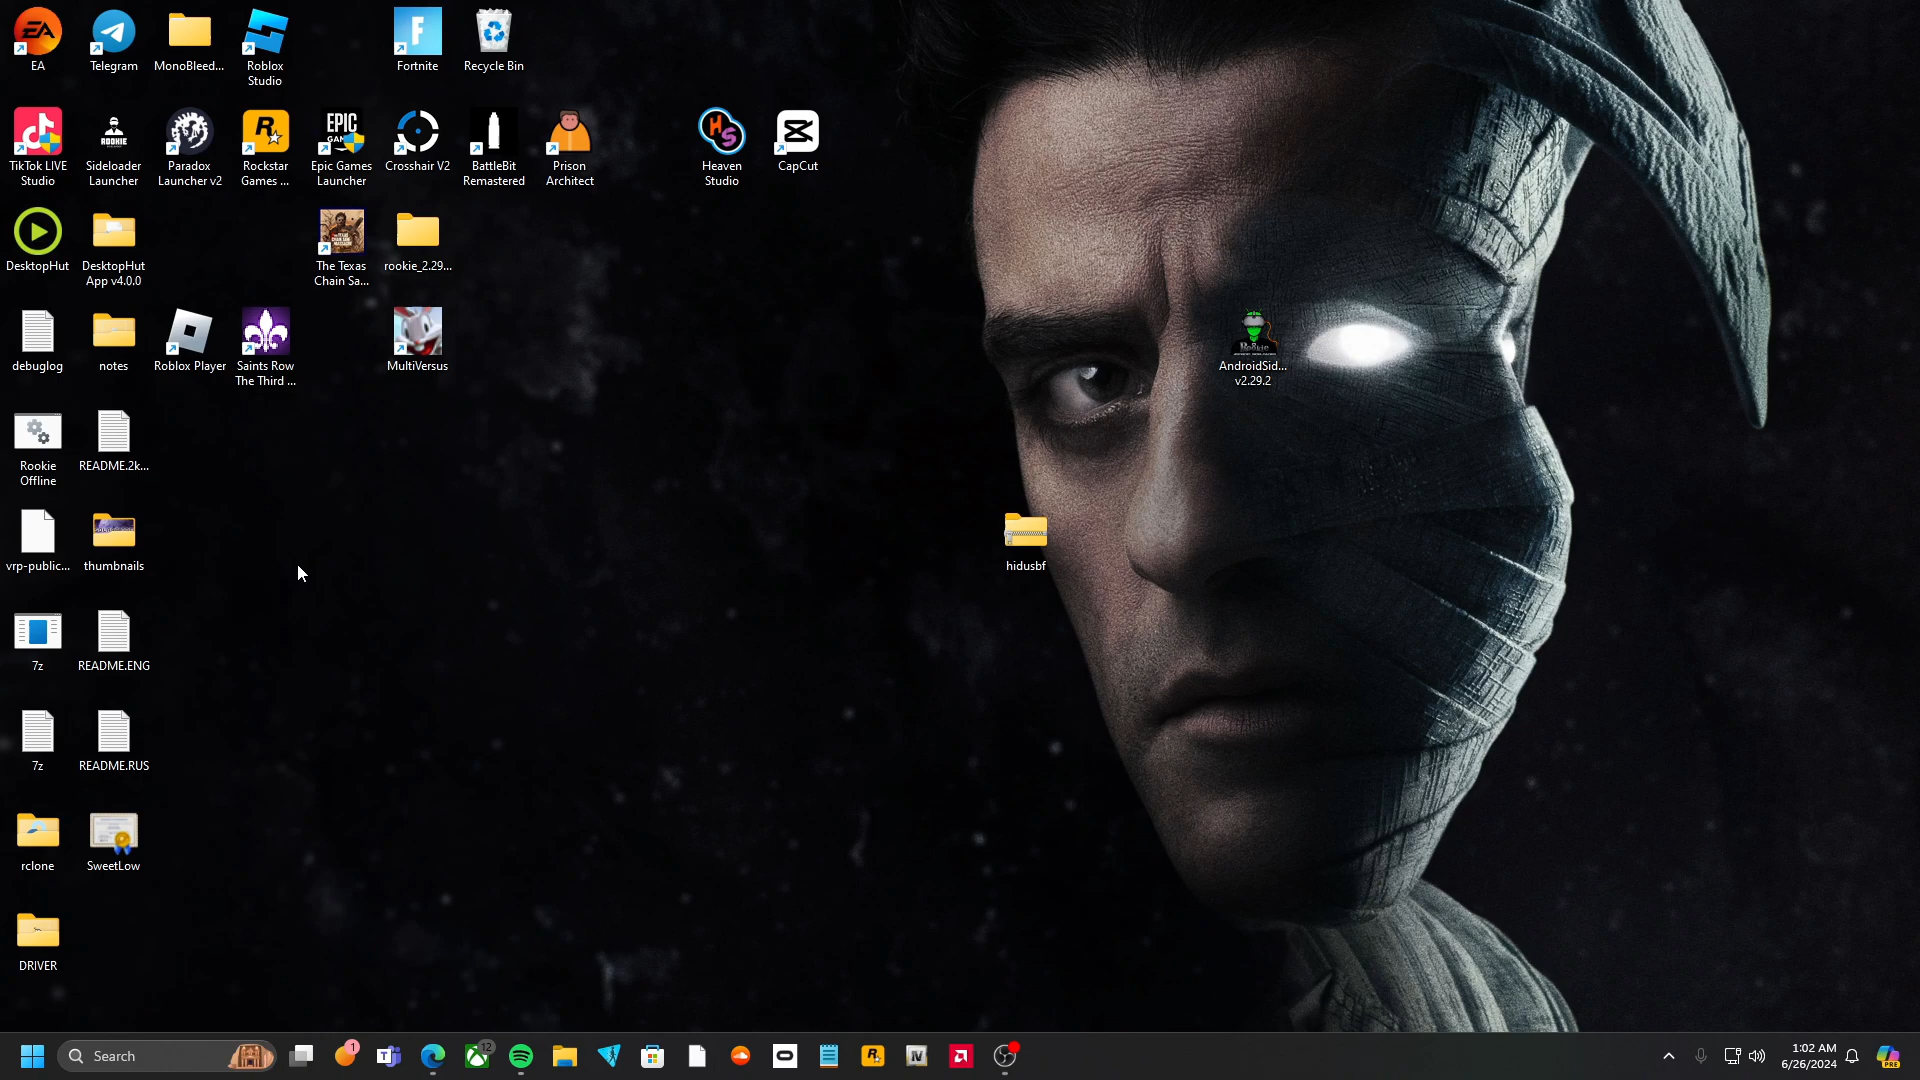 EA
Telegram
MonoBleed...
Roblox
Studio
Fortnite
Recycle Bin
TikTok LIVE
Studio
Sideloader
Launcher
Paradox
Launcher v2
Rockstar
Games ...
Epic Games
Launcher
Crosshair V2
BattleBit
Remastered
Prison
Architect
Heaven
Studio
CapCut
DesktopHut
DesktopHut
App v4.0.0
The Texas
Chain Sa...
rookie_2.29...
debuglog
notes
Roblox Player
Saints Row
The Third ...
MultiVersus
AndroidSid...
v2.29.2
Rookie
Offline
README.2k...
vrp-public...
thumbnails
hidusbf
7z
README.ENG
7z
README.RUS
rclone
SweetLow
DRIVER
Search
1
12
1:02 AM
6/26/2024
PRE